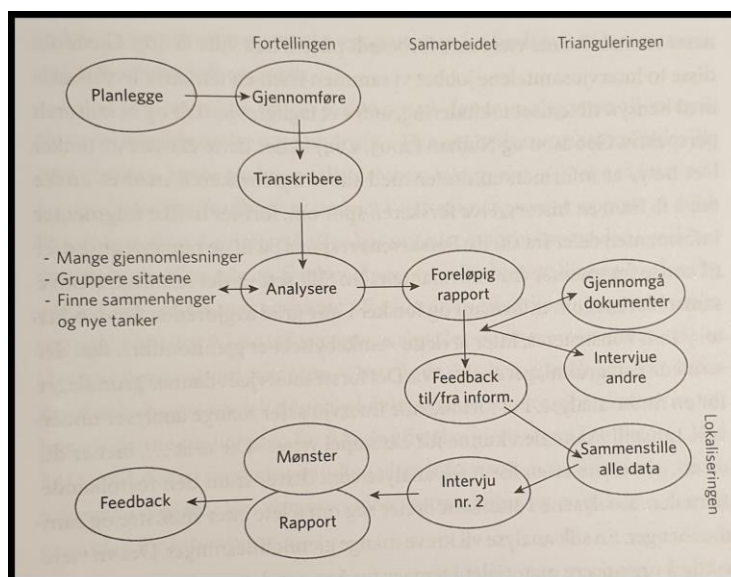 Fortellingen
Samarbeidet
Trianguleringen
Planlegge
Gjennomføre
Transkribere
- Mange gjennomlesninger
- Gruppere sitatene
- Finne sammenhenger
og nye tanker
Analysere
Foreløpig
rapport
Gjennomgå
dokumenter
Intervjue
andre
Feedback
til/fra inform.
Sammenstille
alle data
Lokaliseringen
Intervju
nr. 2
Mønster
Rapport
Feedback